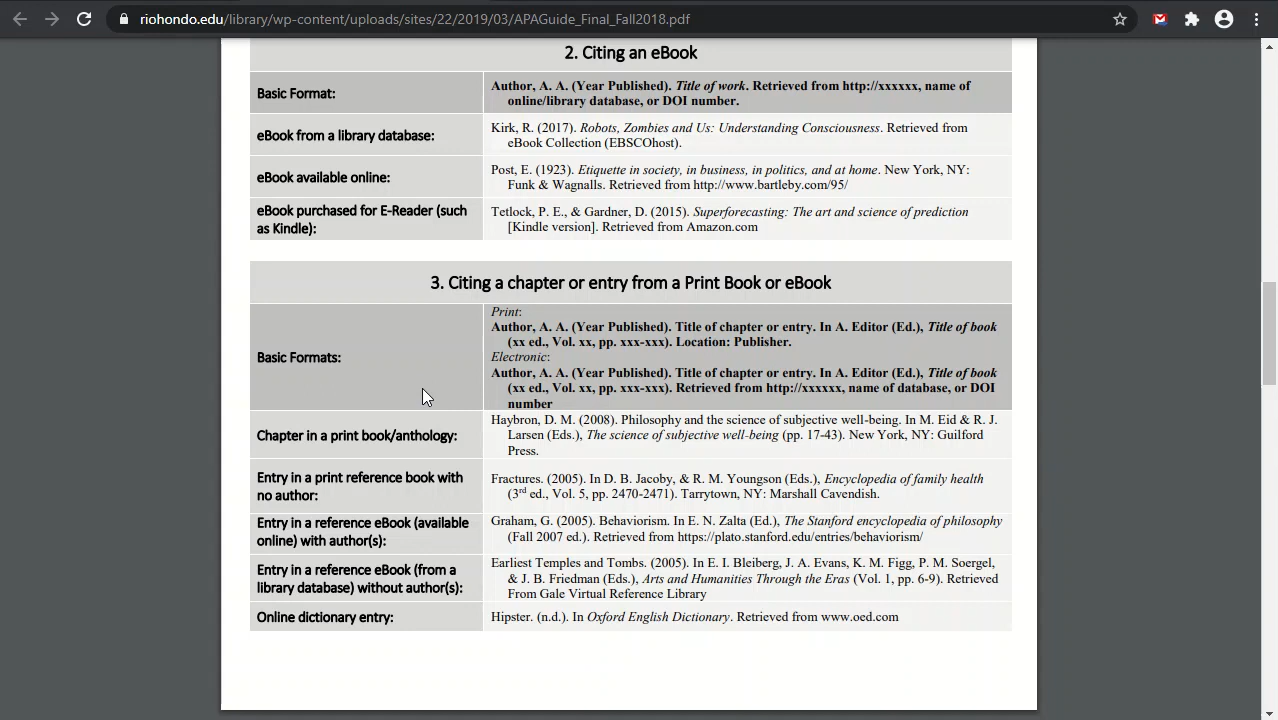 riohondo.edu/library/wp-content/uploads/sites/22/2019/03/APAGuide_Final_Fall2018.pdf
2. Citing an eBook
Basic Format:
Author, A. A. (Year Published). Title of work. Retrieved from http://xxxxxx, name of
online/library database, or DOI number.
eBook from a library database:
Kirk, R. (2017). Robots, Zombies and Us: Understanding Consciousness. Retrieved from
eBook Collection (EBSCOhost).
eBook available online:
Post, E. (1923). Etiquette in society, in business, in politics, and at home. New York, NY:
Funk & Wagnalls. Retrieved from http://www.bartleby.com/95/
eBook purchased for E-Reader (such
as Kindle):
Tetlock, P. E., & Gardner, D. (2015). Superforecasting: The art and science of prediction
[Kindle version]. Retrieved from Amazon.com
3. Citing a chapter or entry from a Print Book or eBook
Basic Formats:
Print:
Author, A. A. (Year Published). Title of chapter or entry. In A. Editor (Ed.), Title of book
(xx ed., Vol. xx, pp. xxx-xxx). Location: Publisher.
Electronic:
Author, A. A. (Year Published). Title of chapter or entry. In A. Editor (Ed.), Title of book
(xx ed., Vol. xx, pp. xxx-xxx). Retrieved from http://xxxxxx, name of database, or DOI
number
Chapter in a print book/anthology:
Haybron, D. M. (2008). Philosophy and the science of subjective well-being. In M. Eid & R. J.
Larsen (Eds.), The science of subjective well-being (pp. 17-43). New York, NY: Guilford
Press.
Entry in a print reference book with
no author:
Fractures. (2005). In D. B. Jacoby, & R. M. Youngson (Eds.), Encyclopedia of family health
(3rd ed., Vol. 5, pp. 2470-2471). Tarrytown, NY: Marshall Cavendish.
Entry in a reference eBook (available
online) with author(s):
Graham, G. (2005). Behaviorism. In E. N. Zalta (Ed.), The Stanford encyclopedia of philosophy
(Fall 2007 ed.). Retrieved from https://plato.stanford.edu/entries/behaviorism/
Entry in a reference eBook (from a
library database) without author(s):
Earliest Temples and Tombs. (2005). In E. I. Bleiberg, J. A. Evans, K. M. Figg, P. M. Soergel,
& J. B. Friedman (Eds.), Arts and Humanities Through the Eras (Vol. 1, pp. 6-9). Retrieved
From Gale Virtual Reference Library
Online dictionary entry:
Hipster. (n.d.). In Oxford English Dictionary. Retrieved from www.oed.com